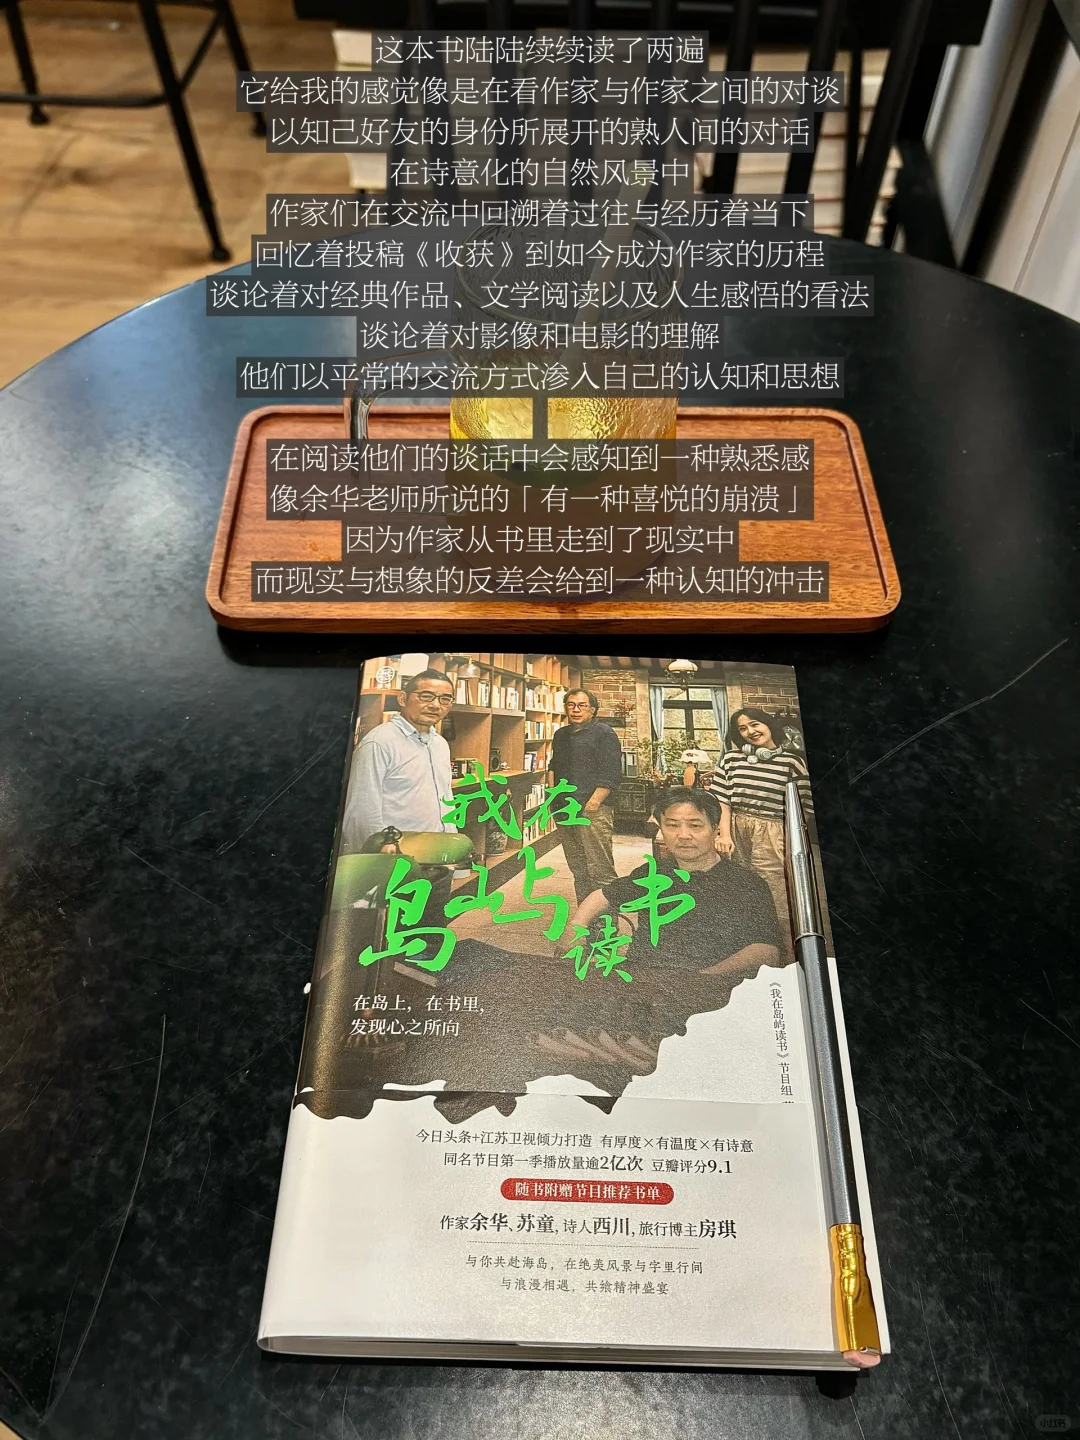 这本书陆陆续续读了两遍
它给我的感觉像是在看作家与作家之间的对谈
以知己好友的身份所展开的熟人间的对话
在诗意化的自然风景中
作家们在交流中回溯着过往与经历着当下
回忆着投稿《收获》到如今成为作家的历程
谈论着对经典作品、文学阅读以及人生感悟的看法
谈论着对影像和电影的理解
他们以平常的交流方式渗入自己的认知和思想
在阅读他们的谈话中会感知到一种熟悉感
像余华老师所说的「有一种喜悦的崩溃」
因为作家从书里走到了现实中
而现实与想象的反差会给到一种认知的冲击
我在
岛屿读书
在岛上，在书里，
发现心之所向
《我在岛屿读书》节目组
今日头条+江苏卫视倾力打造 有厚度×有温度×有诗意
同名节目第一季播放量逾2亿次 豆瓣评分9.1
随书附赠节目推荐书单
作家余华、苏童，诗人西川，旅行博主房琪
与你共赴海岛，在绝美风景与字里行间
与浪漫相遇，共飨精神盛宴
小红书